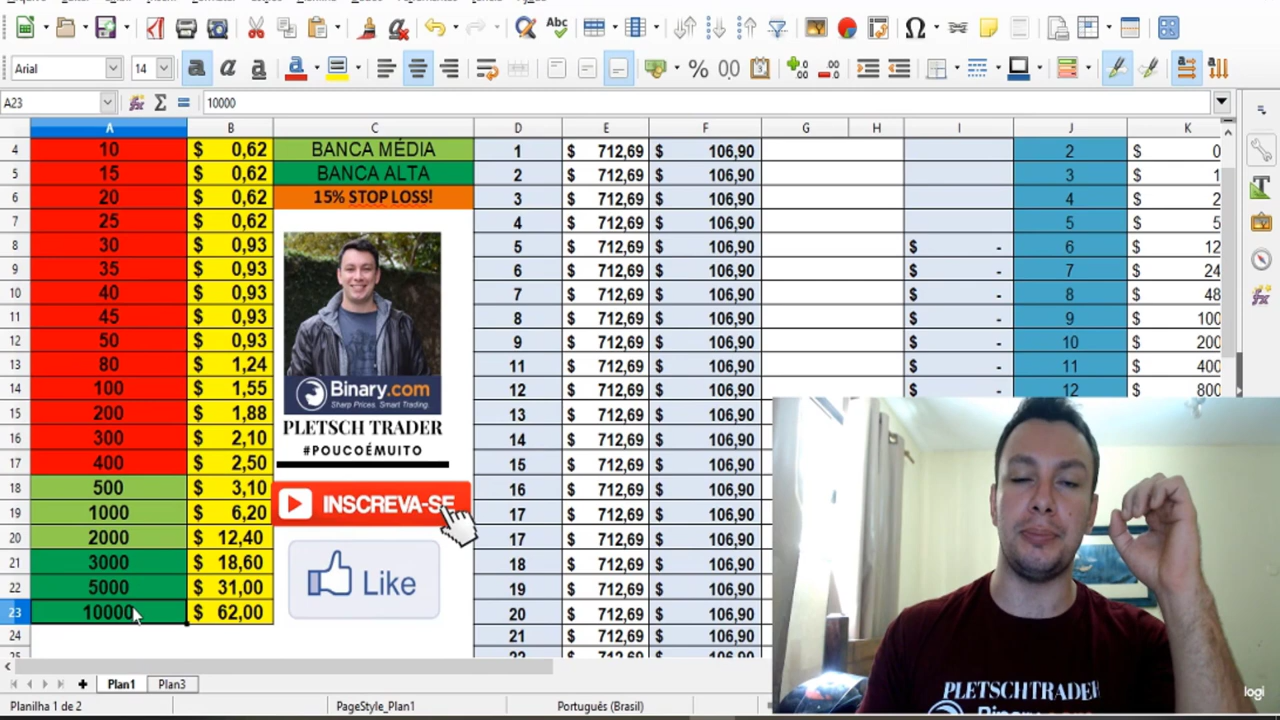 Arial
14
A23
10000
A B C D E F G H I J K
4 10 $ 0,62 BANCA MÉDIA 1 $ 712,69 $ 106,90 2 $ 0
5 15 $ 0,62 BANCA ALTA 2 $ 712,69 $ 106,90 3 $ 1
6 20 $ 0,62 15% STOP LOSS! 3 $ 712,69 $ 106,90 4 $ 2
7 25 $ 0,62 4 $ 712,69 $ 106,90 5 $ 5
8 30 $ 0,93 5 $ 712,69 $ 106,90 $ - 6 $ 12
9 35 $ 0,93 6 $ 712,69 $ 106,90 $ - 7 $ 24
10 40 $ 0,93 7 $ 712,69 $ 106,90 $ - 8 $ 48
11 45 $ 0,93 8 $ 712,69 $ 106,90 $ - 9 $ 100
12 50 $ 0,93 9 $ 712,69 $ 106,90 $ - 10 $ 200
13 80 $ 1,24 11 $ 712,69 $ 106,90 $ - 11 $ 400
14 100 $ 1,55 12 $ 712,69 $ 106,90 $ - 12 $ 800
Binary.com
Sharp Prices. Smart Trading.
15 200 $ 1,88 13 $ 712,69 $ 106,90
PLETSCH TRADER
16 300 $ 2,10 14 $ 712,69 $ 106,90
#POUCOÉMUITO
17 400 $ 2,50 15 $ 712,69 $ 106,90
18 500 $ 3,10 16 $ 712,69 $ 106,90
INSCREVA-SE
19 1000 $ 6,20 17 $ 712,69 $ 106,90
20 2000 $ 12,40 17 $ 712,69 $ 106,90
21 3000 $ 18,60 18 $ 712,69 $ 106,90
Like
22 5000 $ 31,00 19 $ 712,69 $ 106,90
23 10000 $ 62,00 20 $ 712,69 $ 106,90
24 21 $ 712,69 $ 106,90
25 22 $ 712,69 $ 106,90
Plan1 Plan3
Planilha 1 de 2 PageStyle_Plan1 Português (Brasil)
PLETSCHTRADER
Binary.com
logi